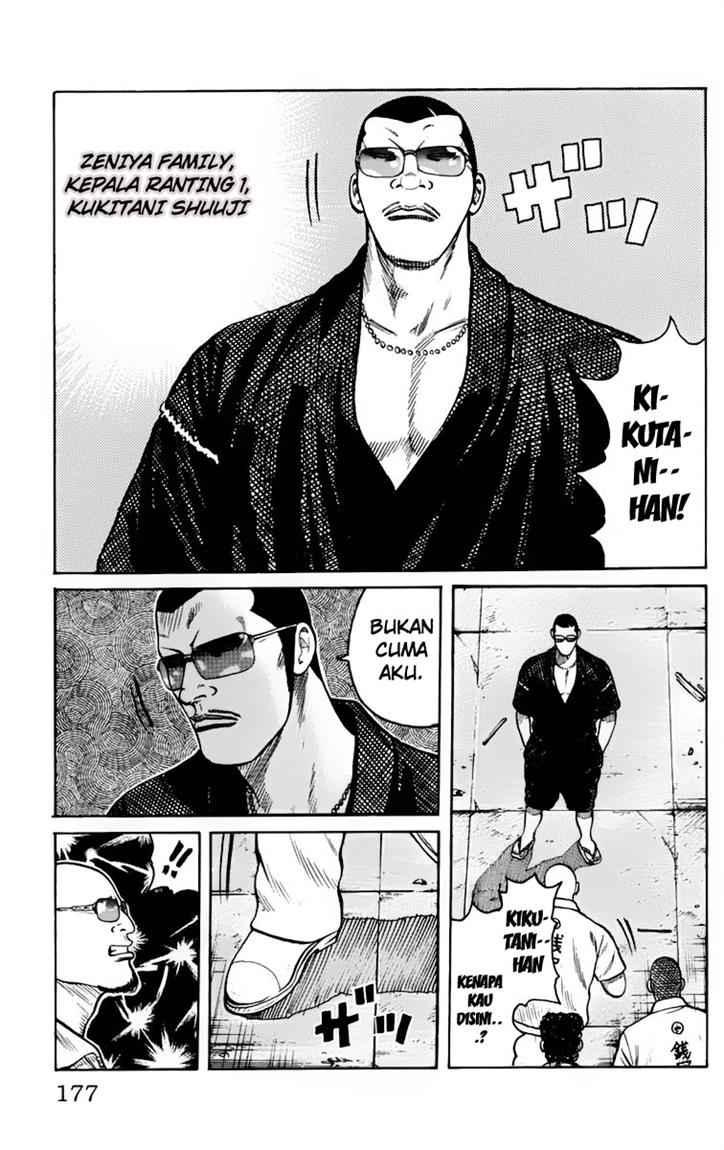 ZENIYA FAMILY,
KEPALA RANTING 1,
KUKITANI SHUUJI
ザッ
KI-
KUTA-
NI--
HAN!
BUKAN
CUMA
AKU.
KIKU-
TANI--
HAN
KENAPA
KAU
DISINI..
.?
!!
ザッ
銭
177